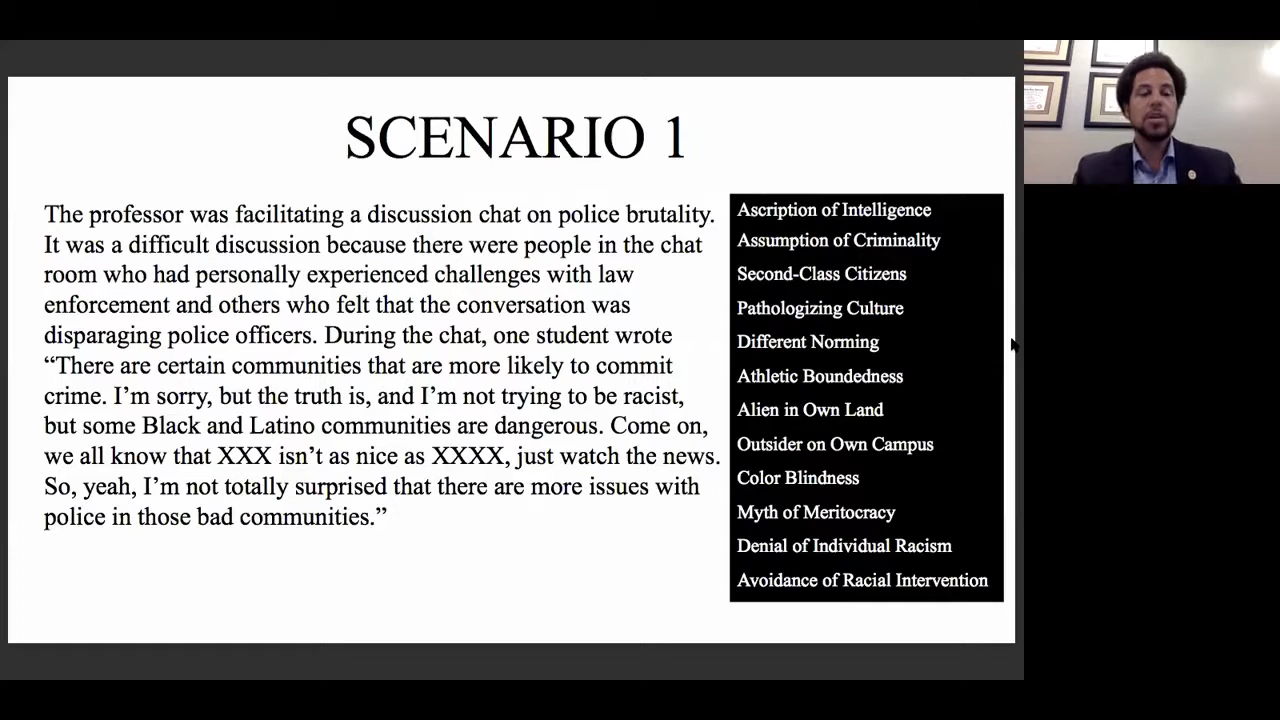 SCENARIO 1
The professor was facilitating a discussion chat on police brutality.
It was a difficult discussion because there were people in the chat
room who had personally experienced challenges with law
enforcement and others who felt that the conversation was
disparaging police officers. During the chat, one student wrote
“There are certain communities that are more likely to commit
crime. I’m sorry, but the truth is, and I’m not trying to be racist,
but some Black and Latino communities are dangerous. Come on,
we all know that XXX isn’t as nice as XXXX, just watch the news.
So, yeah, I’m not totally surprised that there are more issues with
police in those bad communities.”
Ascription of Intelligence
Assumption of Criminality
Second-Class Citizens
Pathologizing Culture
Different Norming
Athletic Boundedness
Alien in Own Land
Outsider on Own Campus
Color Blindness
Myth of Meritocracy
Denial of Individual Racism
Avoidance of Racial Intervention